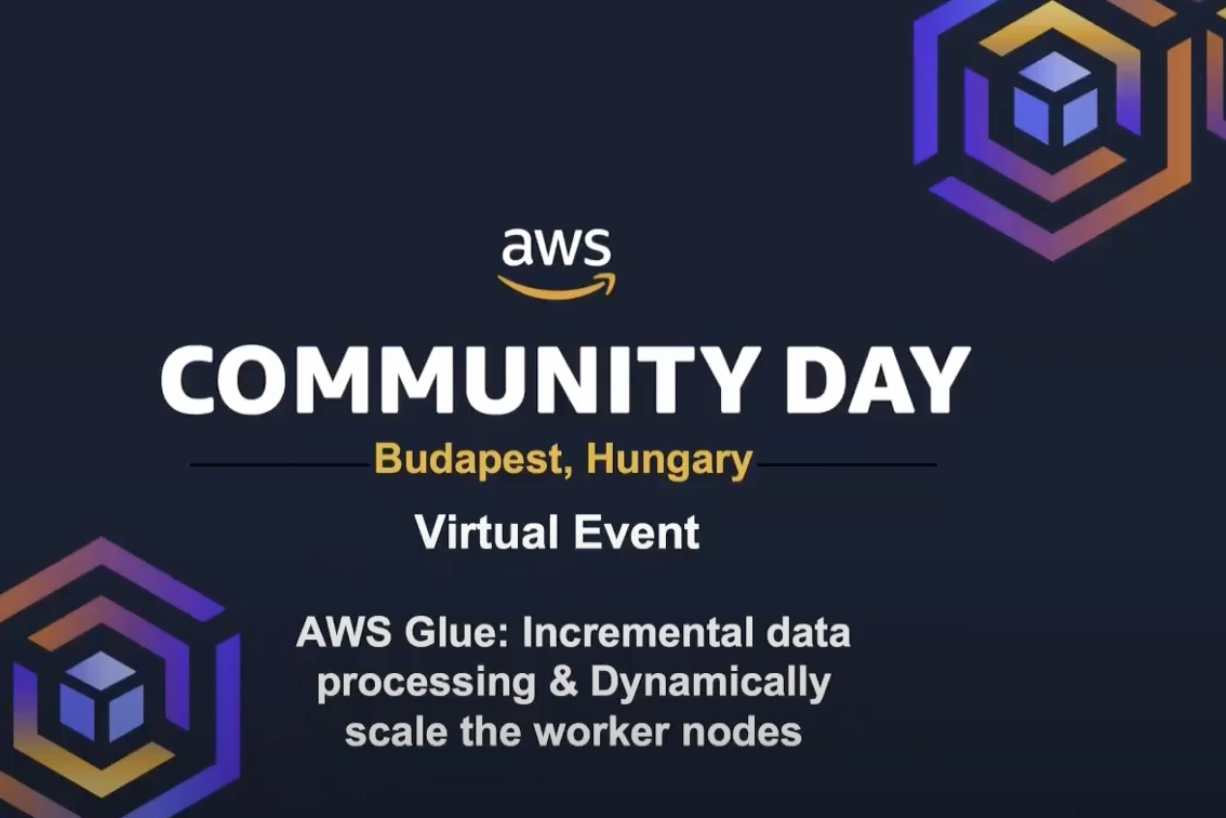 aws
COMMUNITY DAY
Budapest, Hungary
Virtual Event
AWS Glue: Incremental data
processing & Dynamically
scale the worker nodes